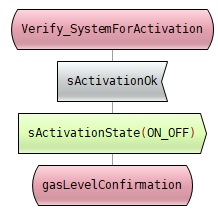 Verify_SystemForActivation
sActivationOk
sActivationState(ON_OFF)
gasLevelConfirmation